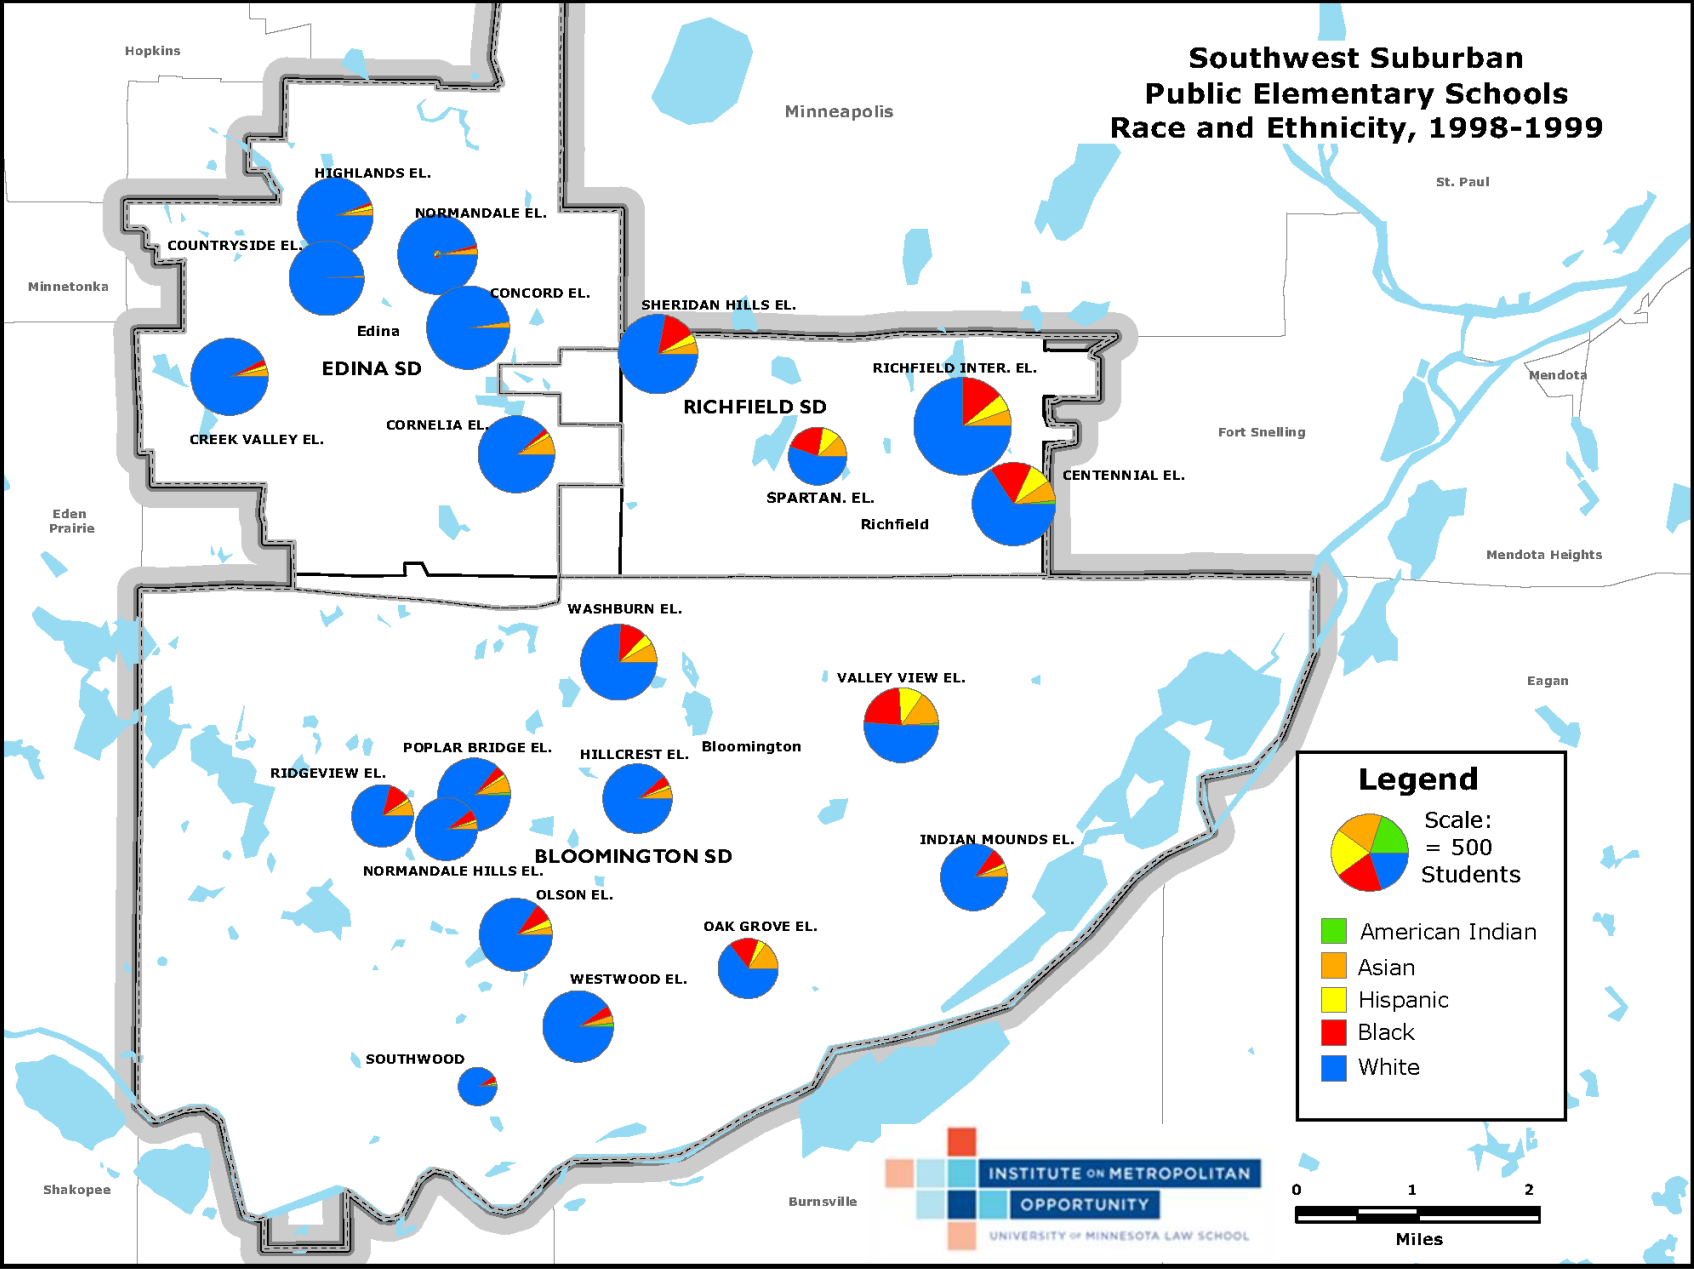 Southwest Suburban
Public Elementary Schools
Race and Ethnicity, 1998-1999
Hopkins
Minneapolis
St. Paul
HIGHLANDS EL.
NORMANDALE EL.
COUNTRYSIDE EL.
Minnetonka
CONCORD EL.
SHERIDAN HILLS EL.
Edina
EDINA SD
RICHFIELD INTER. EL.
Mendota
RICHFIELD SD
CORNELIA EL.
CREEK VALLEY EL.
Fort Snelling
CENTENNIAL EL.
SPARTAN. EL.
Richfield
Eden
Prairie
Mendota Heights
WASHBURN EL.
VALLEY VIEW EL.
Eagan
POPLAR BRIDGE EL.
HILLCREST EL.
Bloomington
RIDGEVIEW EL.
INDIAN MOUNDS EL.
BLOOMINGTON SD
NORMANDALE HILLS EL.
OLSON EL.
OAK GROVE EL.
WESTWOOD EL.
SOUTHWOOD
Legend
Scale:
= 500
Students
American Indian
Asian
Hispanic
Black
White
Shakopee
Burnsville
INSTITUTE ON METROPOLITAN
OPPORTUNITY
UNIVERSITY OF MINNESOTA LAW SCHOOL
0 1 2
Miles